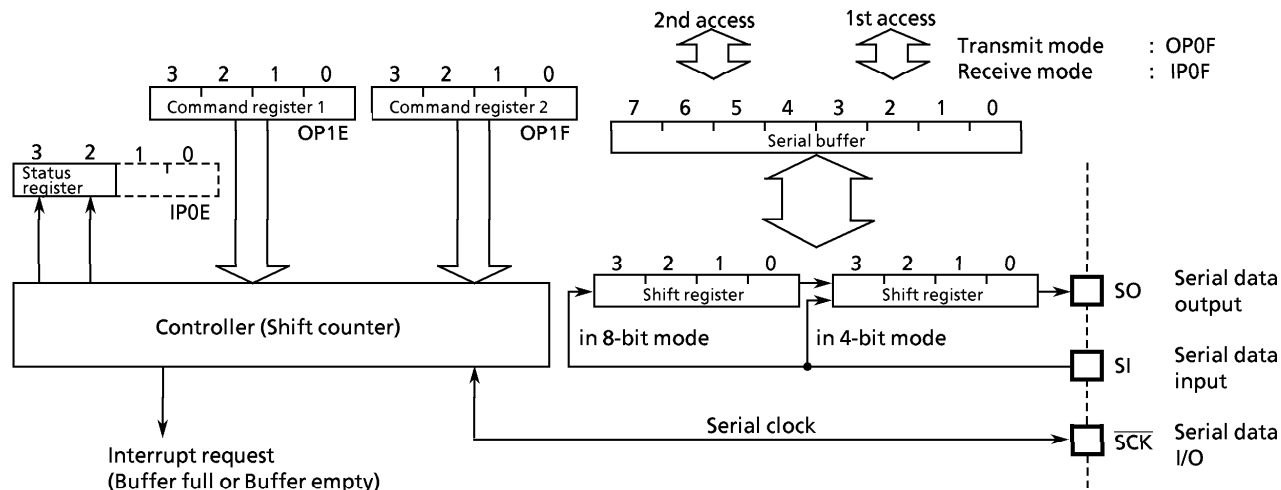 2nd access 1st access
Transmit mode : OP0F
Receive mode : IP0F
3 2 1 0
Command register 1
OP1E
3 2 1 0
Command register 2
OP1F
7 6 5 4 3 2 1 0
Serial buffer
3 2 1 0
Status
register
IP0E
3 2 1 0
Shift register
3 2 1 0
Shift register
SO Serial data
output
Controller (Shift counter)
in 8-bit mode
in 4-bit mode
SI Serial data
input
Serial clock
SCK Serial data
I/O
Interrupt request
(Buffer full or Buffer empty)